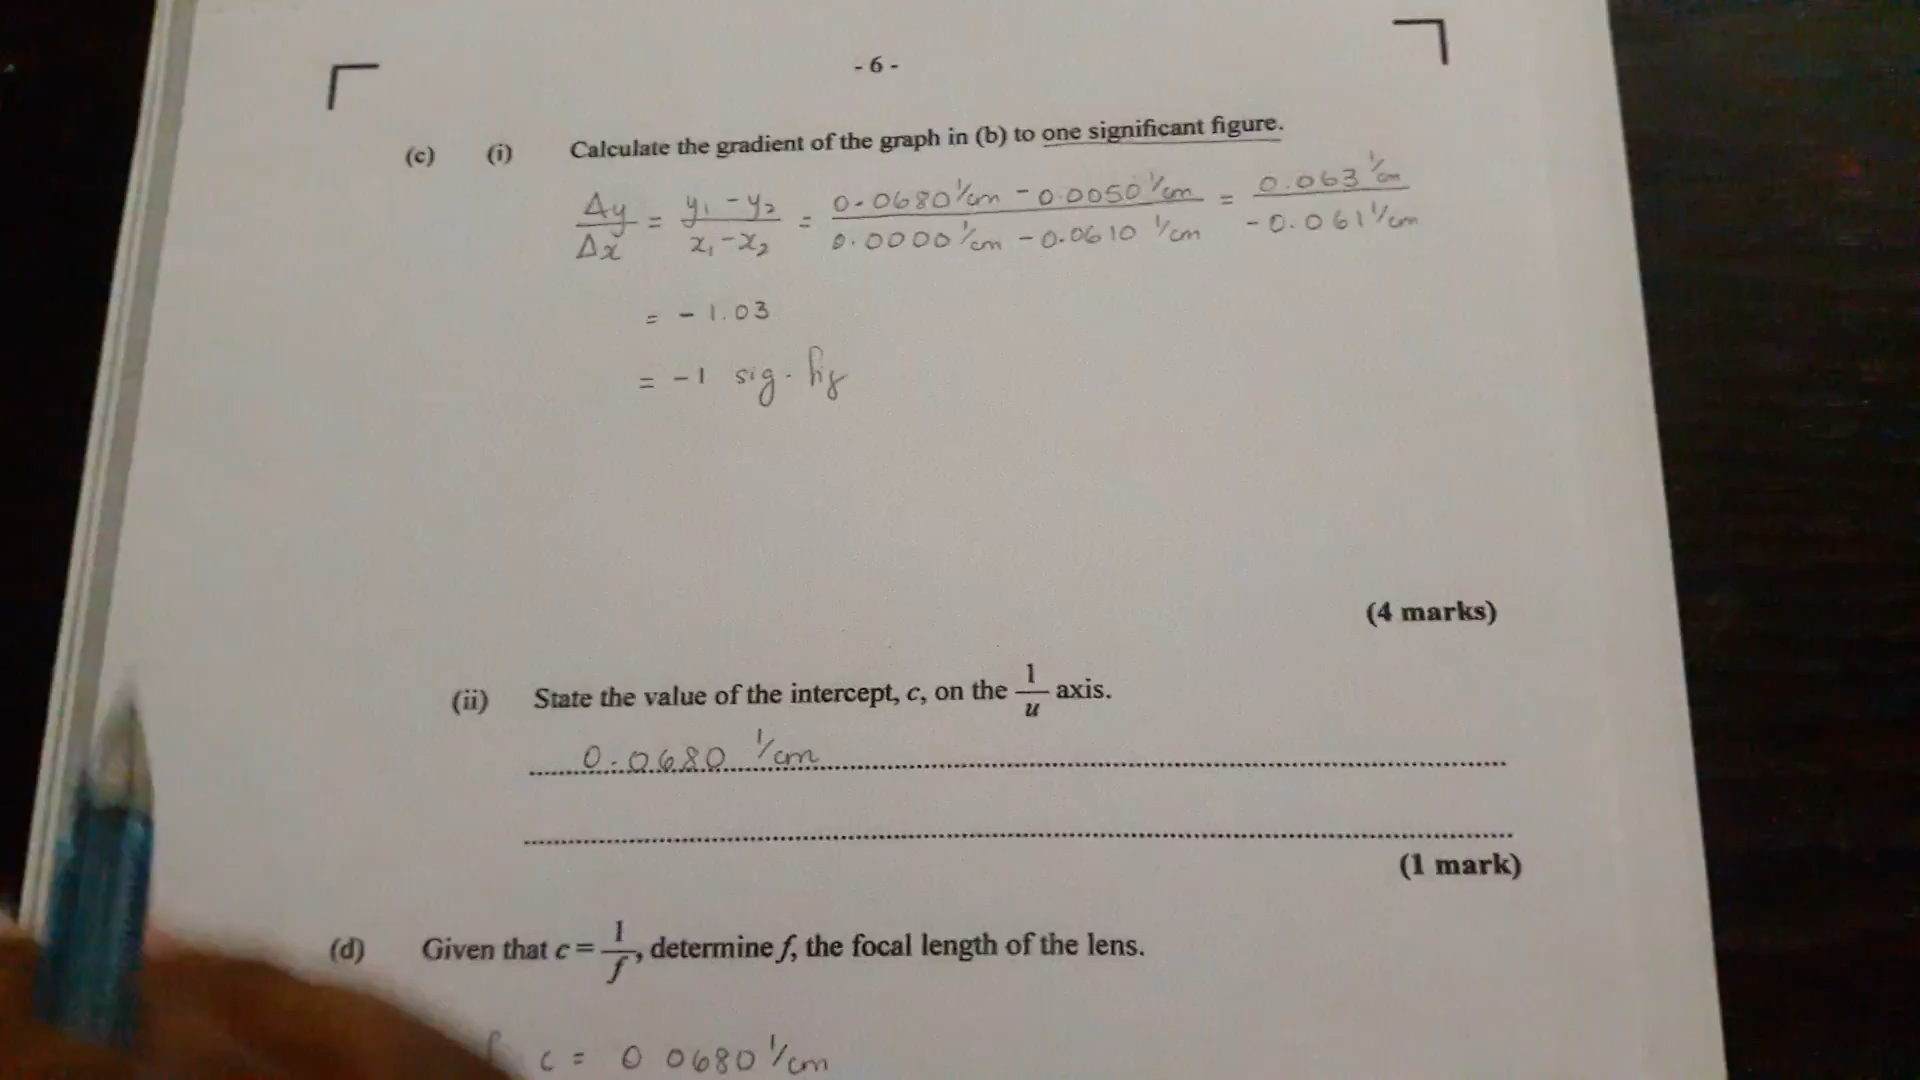 - 6 -
(c) (i) Calculate the gradient of the graph in (b) to one significant figure.
Δy/Δx = y₁ - y₂/x₁ - x₂ = 0.0680 1/cm - 0.0050 1/cm / 0.0000 1/cm - 0.0610 1/cm = 0.063 1/cm / - 0.061 1/cm
= - 1.03
= -1 sig. fig
(4 marks)
(ii) State the value of the intercept, c, on the 1/u axis.
0.0680 1/cm
(1 mark)
(d) Given that c = 1/f, determine f, the focal length of the lens.
c = 0 0680 1/cm